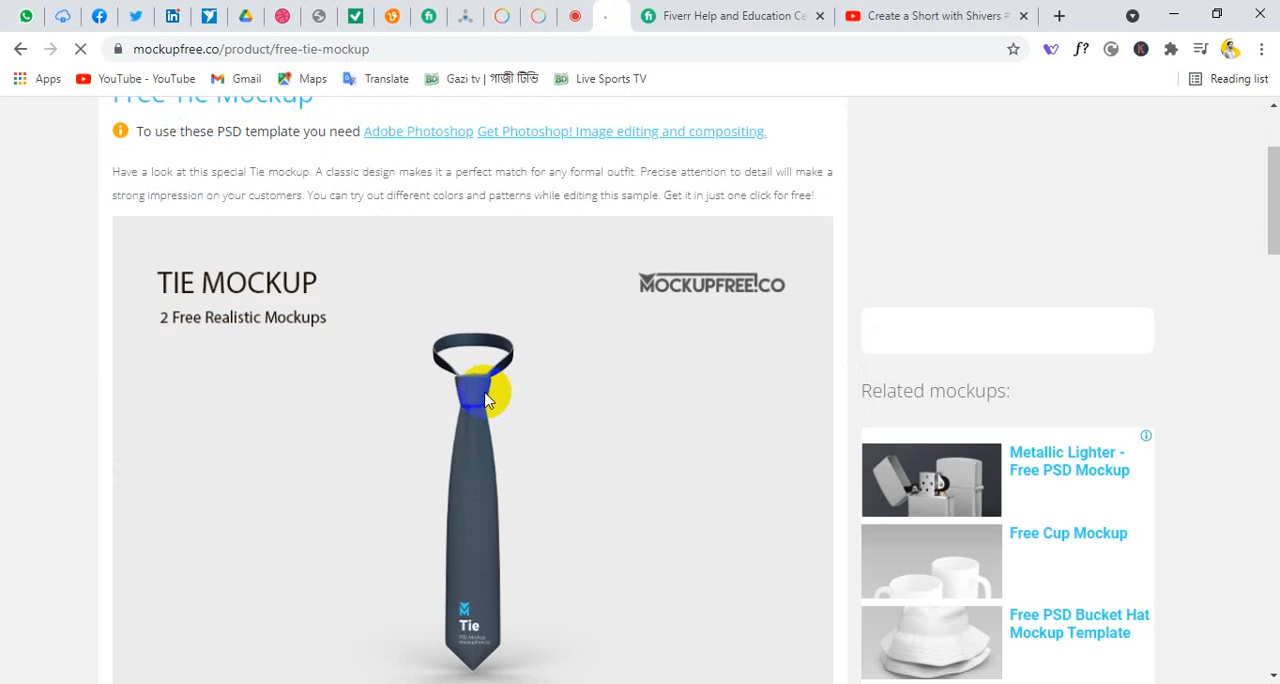 Fiverr Help and Education Ce
Create a Short with Shivers #
mockupfree.co/product/free-tie-mockup
Apps
YouTube - YouTube
Gmail
Maps
Translate
Gazi tv | গাজী টিভি
Live Sports TV
Reading list
Free Tie Mockup
To use these PSD template you need Adobe Photoshop Get Photoshop! Image editing and compositing.
Have a look at this special Tie mockup. A classic design makes it a perfect match for any formal outfit. Precise attention to detail will make a
strong impression on your customers. You can try out different colors and patterns while editing this sample. Get it in just one click for free!
TIE MOCKUP
MOCKUPFREE.CO
2 Free Realistic Mockups
Tie
PSD Mockup
mockupfree.co
Related mockups:
Metallic Lighter -
Free PSD Mockup
Free Cup Mockup
Free PSD Bucket Hat
Mockup Template